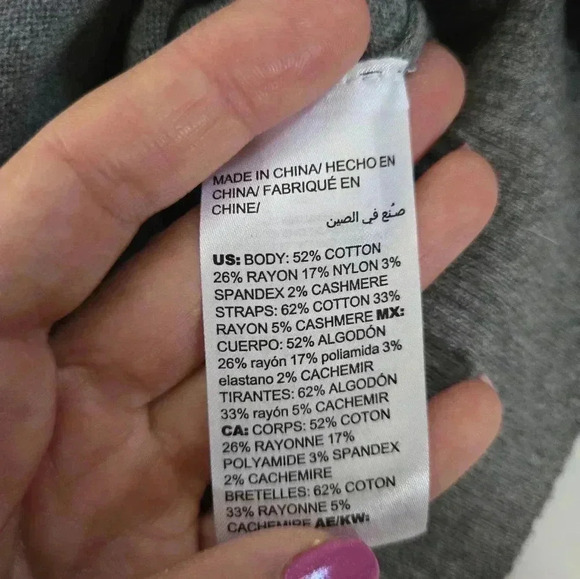 MADE IN CHINA/ HECHO EN
CHINA/ FABRIQUÉ EN
CHINE/
صُنع في الصين
US: BODY: 52% COTTON
26% RAYON 17% NYLON 3%
SPANDEX 2% CASHMERE
STRAPS: 62% COTTON 33%
RAYON 5% CASHMERE MX:
CUERPO: 52% ALGODÓN
26% rayón 17% poliamida 3%
elastano 2% CACHEMIR
TIRANTES: 62% ALGODÓN
33% rayón 5% CACHEMIR
CA: CORPS: 52% COTON
26% RAYONNE 17%
POLYAMIDE 3% SPANDEX
2% CACHEMIRE
BRETELLES: 62% COTON
33% RAYONNE 5%
CACHEMIRE AE/KW: